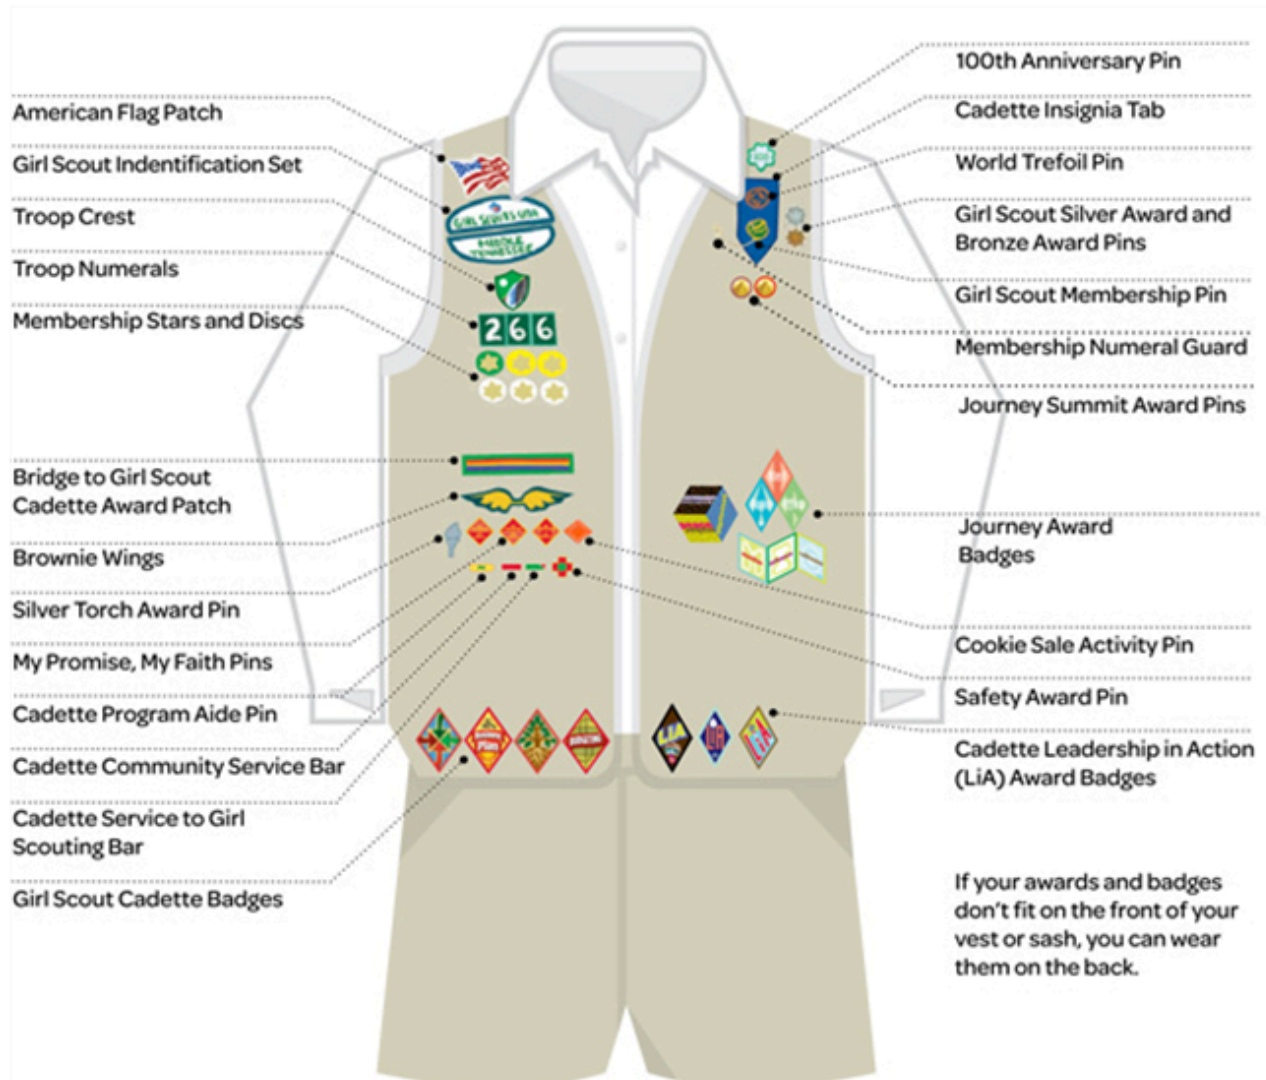 American Flag Patch
Girl Scout Indentification Set
Troop Crest
Troop Numerals
Membership Stars and Discs
Bridge to Girl Scout
Cadette Award Patch
Brownie Wings
Silver Torch Award Pin
My Promise, My Faith Pins
Cadette Program Aide Pin
Cadette Community Service Bar
Cadette Service to Girl
Scouting Bar
Girl Scout Cadette Badges
GIRL SCOUTS USA
MIDDLE
TENNESSEE
266
Plan
LiA
100th Anniversary Pin
Cadette Insignia Tab
World Trefoil Pin
Girl Scout Silver Award and
Bronze Award Pins
Girl Scout Membership Pin
Membership Numeral Guard
Journey Summit Award Pins
Journey Award
Badges
Cookie Sale Activity Pin
Safety Award Pin
Cadette Leadership in Action
(LiA) Award Badges
If your awards and badges
don't fit on the front of your
vest or sash, you can wear
them on the back.